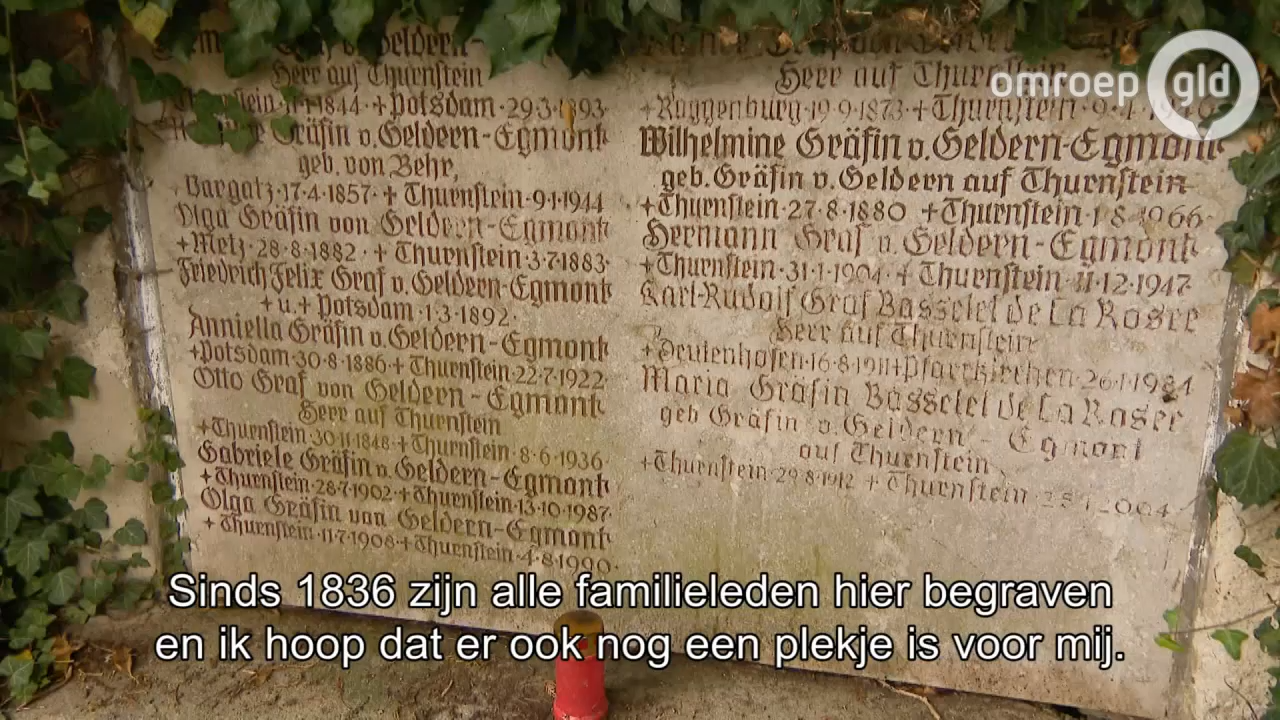 Herr auf Thurnstein
1844 + Potsdam · 29·3·1893
Gräfin v. Geldern-Egmont
geb. von Behr,
Bargatz · 17·4·1857 · + Thurnstein · 9·1·1944
Olga Gräfin von Geldern-Egmont
+ Metz · 28·8·1882 · + Thurnstein · 3·7·1883·
Friedrich Felix Graf v. Geldern-Egmont
+ u. + Potsdam · 1·3·1892 ·
Anniella Gräfin v. Geldern-Egmont
+ Potsdam · 30·8·1886 + Thurnstein · 22·7·1922
Otto Graf von Geldern-Egmont
Herr auf Thurnstein
+ Thurnstein · 30·11·1848 · + Thurnstein · 8·6·1936
Gabriele Gräfin v. Geldern-Egmont
+ Thurnstein · 28·7·1902 · + Thurnstein · 13·10·1987·
Olga Gräfin von Geldern-Egmont
+ Thurnstein · 11·7·1908 · + Thurnstein · 4·8·1990·
Herr auf Thurnstein
+ Roggenburg · 19·9·1873 · + Thurnstein ·
Wilhelmine Gräfin v. Geldern-Egmont
geb. Gräfin v. Geldern auf Thurnstein
+ Thurnstein · 27·8·1880 + Thurnstein · 1·8·1966·
Hermann Graf v. Geldern-Egmont
+ Thurnstein · 31·1·1904 · + Thurnstein 11·12·1947
Karl-Rudolf Graf Basselet de La Rosee
Herr auf Thurnstein
+ Deutenhofen · 16·8·1911 + Pfarrkirchen · 26·1·1984
Maria Gräfin Basselet de La Rosee
geb Gräfin v. Geldern - Egmont
auf Thurnstein
+ Thurnstein · 29·8·1912 + Thurnstein 2004
omroep gld
Sinds 1836 zijn alle familieleden hier begraven
en ik hoop dat er ook nog een plekje is voor mij.